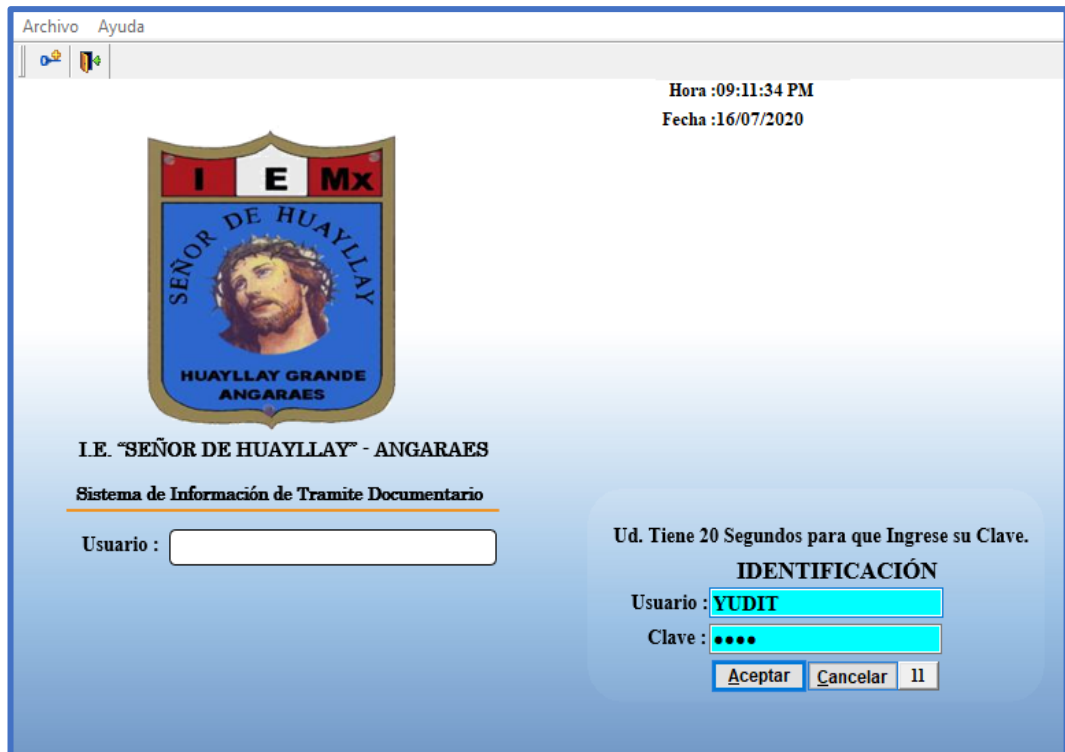 Archivo Ayuda
Hora :09:11:34 PM
Fecha :16/07/2020
I E Mx
SEÑOR DE HUAYLLAY
HUAYLLAY GRANDE
ANGARAES
I.E. “SEÑOR DE HUAYLLAY” - ANGARAES
Sistema de Información de Tramite Documentario
Usuario :
Ud. Tiene 20 Segundos para que Ingrese su Clave.
IDENTIFICACIÓN
Usuario : YUDIT
Clave : ••••
Aceptar Cancelar 11